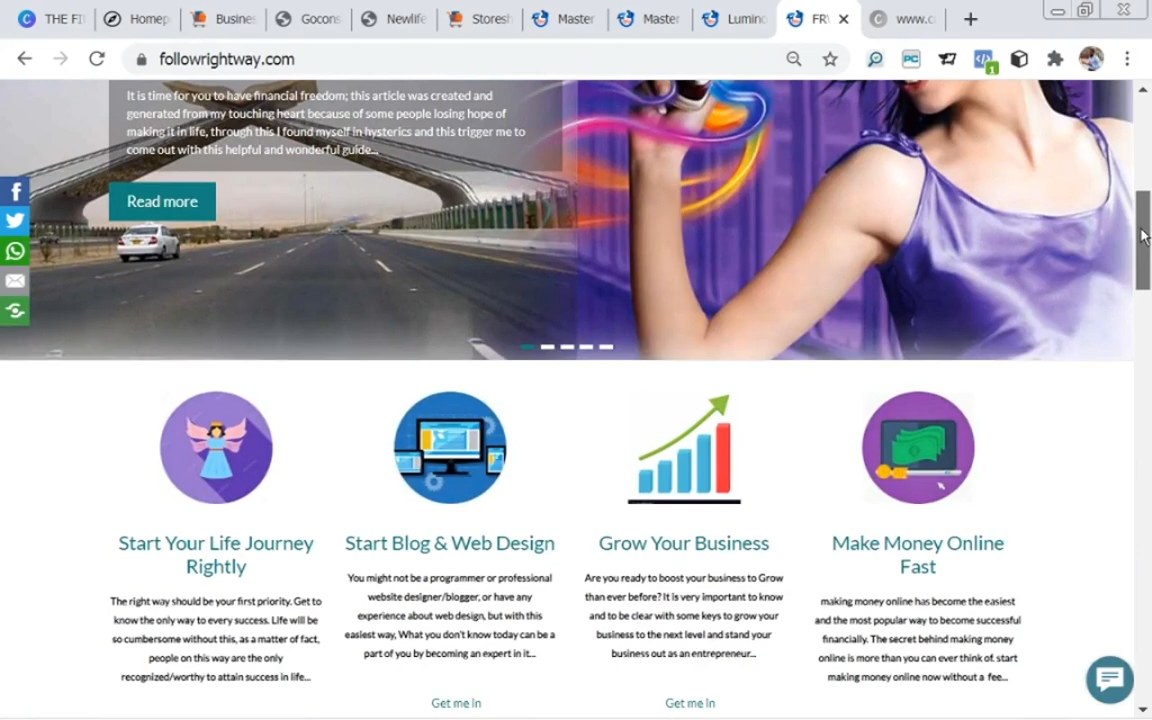 THE FI
Homep
Busine
Gocons
Newlife
Storesh
Master
Master
Lumino
FRW
www.c
followrightway.com
PC
1
It is time for you to have financial freedom; this article was created and
generated from my touching heart because of some people losing hope of
making it in life, through this I found myself in hysterics and this trigger me to
come out with this helpful and wonderful guide...
Read more
Start Your Life Journey
Rightly
The right way should be your first priority. Get to
know the only way to every success. Life will be
so cumbersome without this, as a matter of fact,
people on this way are the only
recognized/worthy to attain success in life...
Start Blog & Web Design
You might not be a programmer or professional
website designer/blogger, or have any
experience about web design, but with this
easiest way, What you don't know today can be a
part of you by becoming an expert in it...
Get me In
Grow Your Business
Are you ready to boost your business to Grow
than ever before? It is very important to know
and to be clear with some keys to grow your
business to the next level and stand your
business out as an entrepreneur...
Get me In
Make Money Online
Fast
making money online has become the easiest
and the most popular way to become successful
financially. The secret behind making money
online is more than you can ever think of. start
making money online now without a fee...